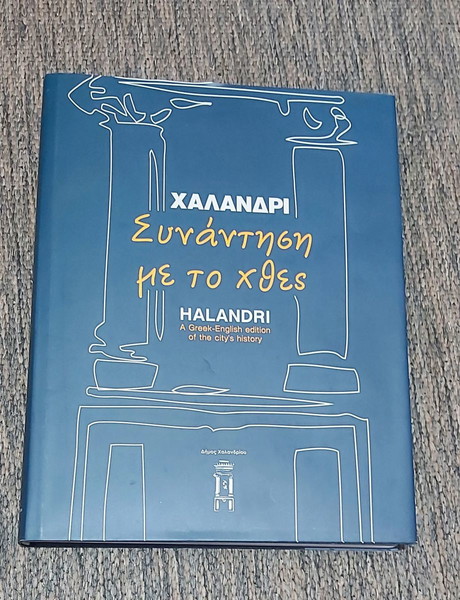 ΧΑΛΑΝΔΡΙ
Συνάντηση
με το χθες
HALANDRI
A Greek-English edition
of the city's history
Δήμος Χαλανδρίου